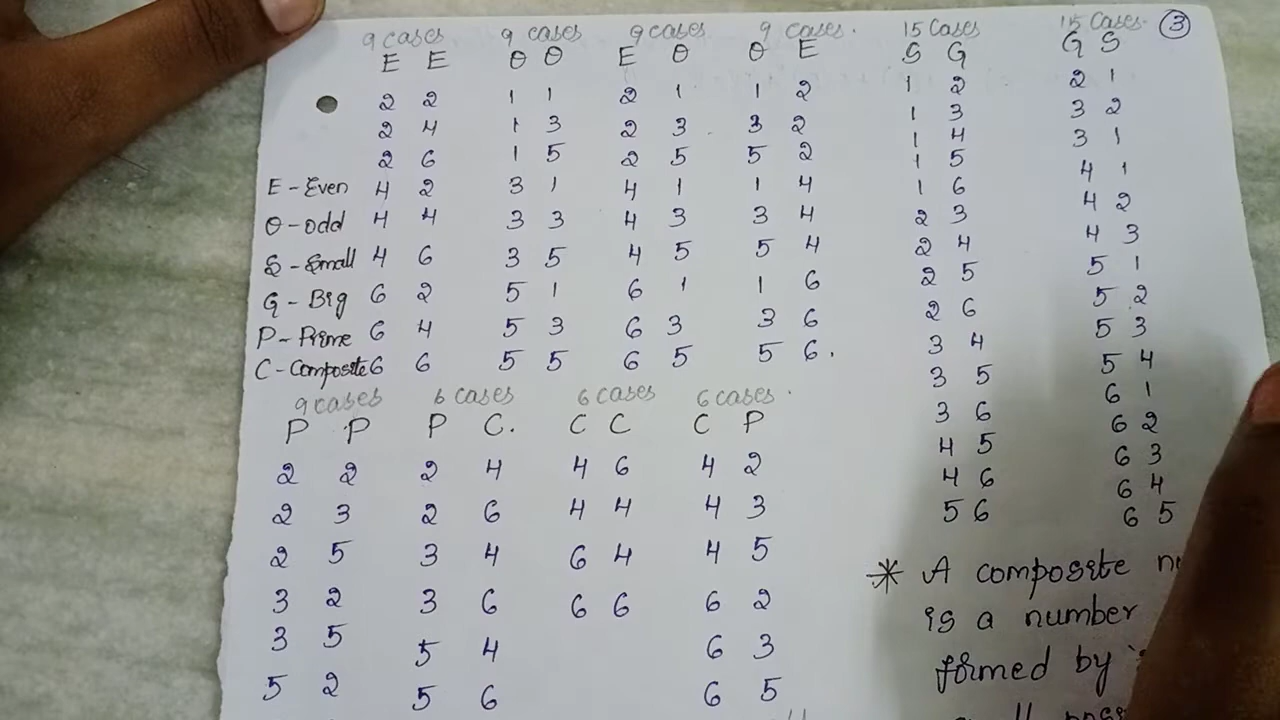 9 cases 9 cases 9 cases 9 cases. 15 Cases 15 Cases. 3
E E O O E O O E S G G S
2 2 1 1 2 1 1 2 1 2 2 1
2 4 1 3 2 3 3 2 1 3 3 2
2 6 1 5 2 5 5 2 1 4 3 1
E - Even 4 2 3 1 4 1 1 4 1 5 4 1
O - odd 4 4 3 3 4 3 3 4 1 6 4 2
S - Small 4 6 3 5 4 5 5 4 2 3 4 3
G - Big 6 2 5 1 6 1 1 6 2 4 5 1
P - Prime 6 4 5 3 6 3 3 6 2 5 5 2
C - Composite 6 6 5 5 6 5 5 6. 2 6 5 3
3 4 5 4
3 5 6 1
3 6 6 2
4 5 6 3
4 6 6 4
5 6 6 5
9 cases 6 cases 6 cases 6 cases.
P P P C. C C C P
2 2 2 4 4 6 4 2
2 3 2 6 4 4 4 3
2 5 3 4 6 4 4 5
3 2 3 6 6 6 6 2
3 5 5 4 6 3
5 2 5 6 6 5
* A composite
is a number
formed by